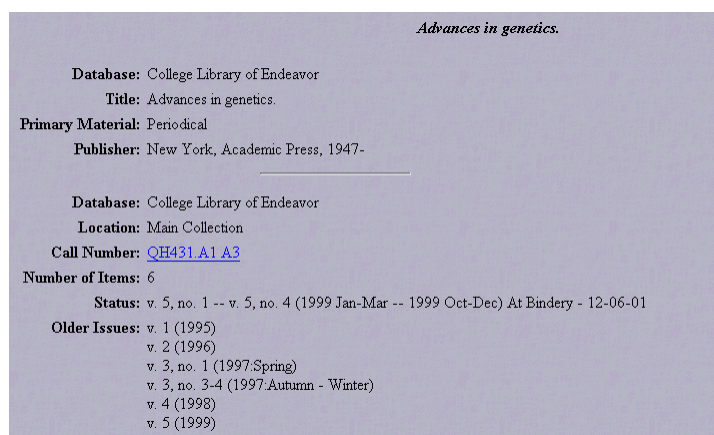 Advances in genetics.
Database: College Library of Endeavor
Title: Advances in genetics.
Primary Material: Periodical
Publisher: New York, Academic Press, 1947-
Database: College Library of Endeavor
Location: Main Collection
Call Number: QH431.A1 A3
Number of Items: 6
Status: v. 5, no. 1 -- v. 5, no. 4 (1999 Jan-Mar -- 1999 Oct-Dec) At Bindery - 12-06-01
Older Issues: v. 1 (1995)
v. 2 (1996)
v. 3, no. 1 (1997:Spring)
v. 3, no. 3-4 (1997:Autumn - Winter)
v. 4 (1998)
v. 5 (1999)